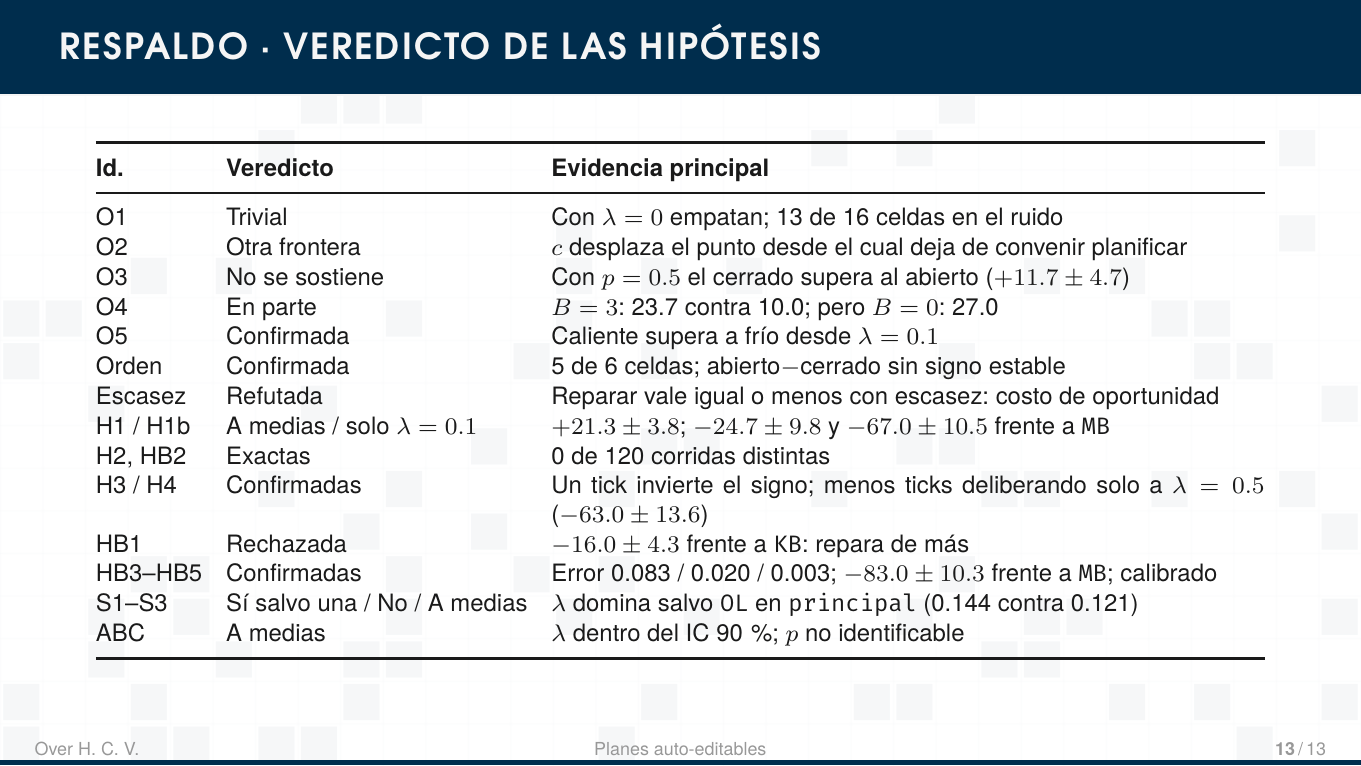 RESPALDO · VEREDICTO DE LAS HIPÓTESIS
Id. Veredicto Evidencia principal
O1 Trivial Con λ = 0 empatan; 13 de 16 celdas en el ruido
O2 Otra frontera c desplaza el punto desde el cual deja de convenir planificar
O3 No se sostiene Con p = 0.5 el cerrado supera al abierto (+11.7 ± 4.7)
O4 En parte B = 3: 23.7 contra 10.0; pero B = 0: 27.0
O5 Confirmada Caliente supera a frío desde λ = 0.1
Orden Confirmada 5 de 6 celdas; abierto−cerrado sin signo estable
Escasez Refutada Reparar vale igual o menos con escasez: costo de oportunidad
H1 / H1b A medias / solo λ = 0.1 +21.3 ± 3.8; −24.7 ± 9.8 y −67.0 ± 10.5 frente a MB
H2, HB2 Exactas 0 de 120 corridas distintas
H3 / H4 Confirmadas Un tick invierte el signo; menos ticks deliberando solo a λ = 0.5
(−63.0 ± 13.6)
HB1 Rechazada −16.0 ± 4.3 frente a KB: repara de más
HB3–HB5 Confirmadas Error 0.083 / 0.020 / 0.003; −83.0 ± 10.3 frente a MB; calibrado
S1–S3 Sí salvo una / No / A medias λ domina salvo OL en principal (0.144 contra 0.121)
ABC A medias λ dentro del IC 90 %; p no identificable
Over H. C. V. Planes auto-editables 13 / 13